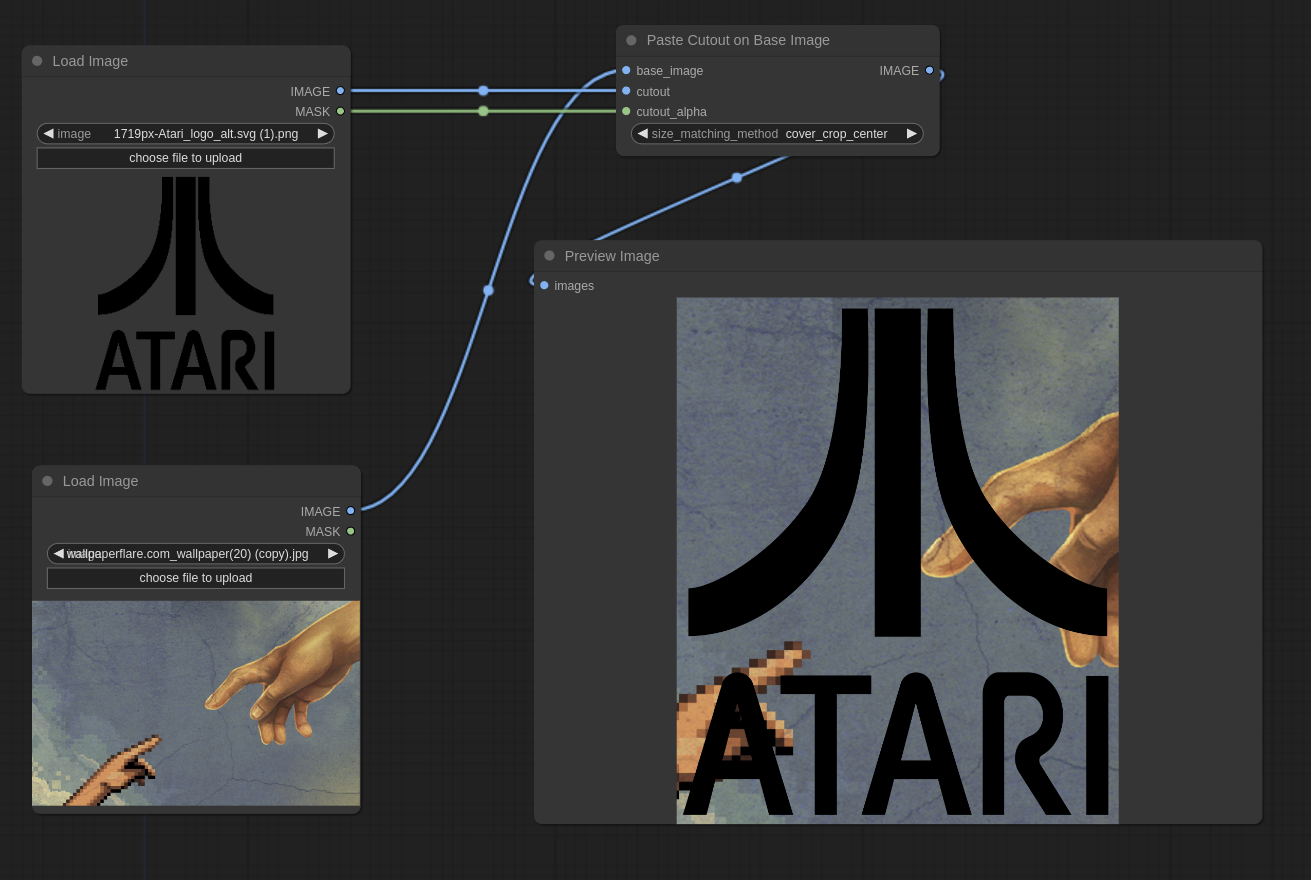 Load Image
IMAGE
MASK
image 1719px-Atari_logo_alt.svg (1).png
choose file to upload
ATARI
Load Image
IMAGE
MASK
wallpaperflare.com_wallpaper(20) (copy).jpg
choose file to upload
Paste Cutout on Base Image
base_image IMAGE
cutout
cutout_alpha
size_matching_method cover_crop_center
Preview Image
images
ATARI